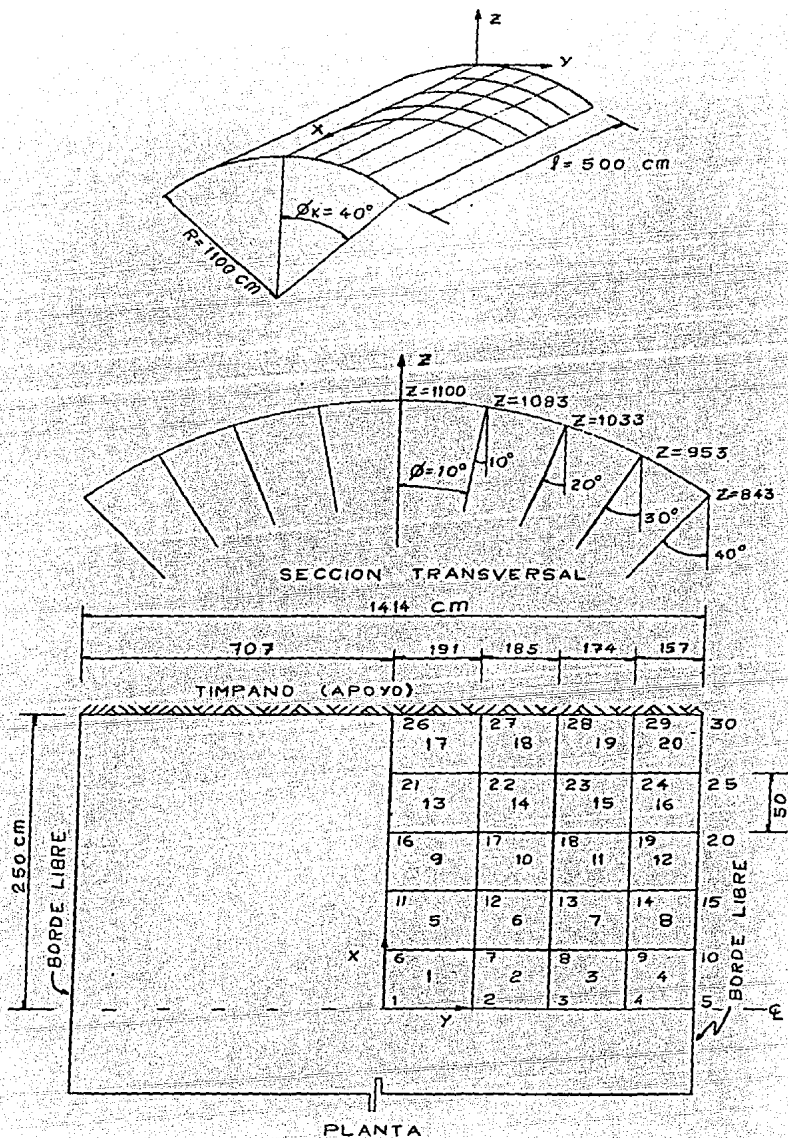 Z
Y
X
l = 500 cm
ØK = 40°
R=1100 CM
Z
Z=1100
Z=1083
Z=1033
Z=953
Z=843
Ø=10°
10°
20°
30°
40°
SECCION TRANSVERSAL
1414 cm
707 191 185 174 157
TIMPANO (APOYO)
26 27 28 29 30
17 18 19 20
21 22 23 24 25
13 14 15 16
50
16 17 18 19 20
9 10 11 12
11 12 13 14 15
5 6 7 8
X
6 7 8 9 10
1 2 3 4
1 2 3 4 5
Y
250 cm
BORDE LIBRE
BORDE LIBRE
℄
PLANTA